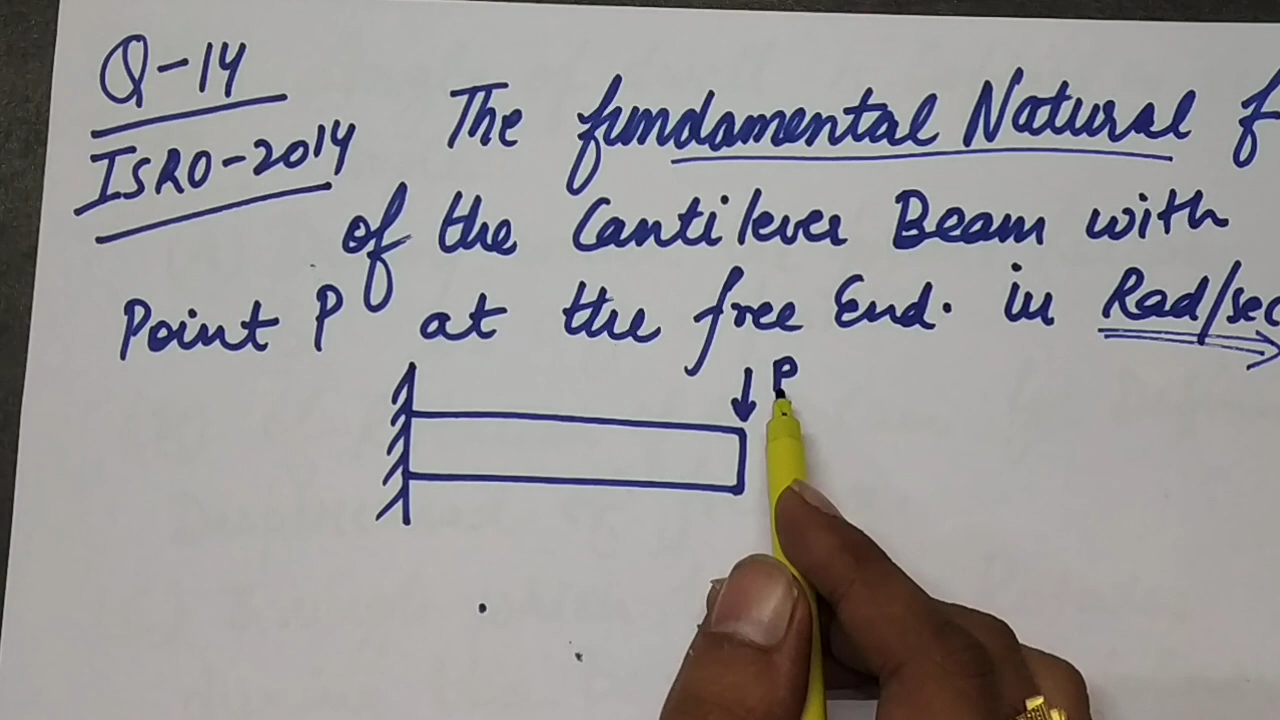 Q-14
ISRO-2014
The fundamental Natural
of the Cantilever Beam with
Point P at the free End. in Rad/sec
P